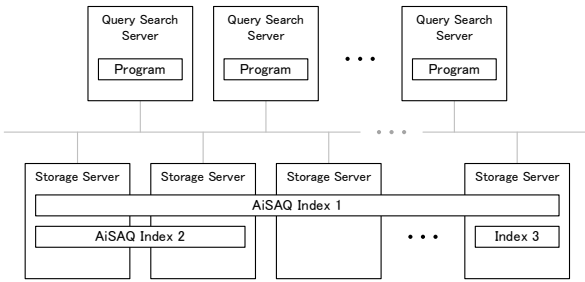 Query Search
Server
Program
Query Search
Server
Program
Query Search
Server
Program
Storage Server
Storage Server
Storage Server
Storage Server
AiSAQ Index 1
AiSAQ Index 2
Index 3